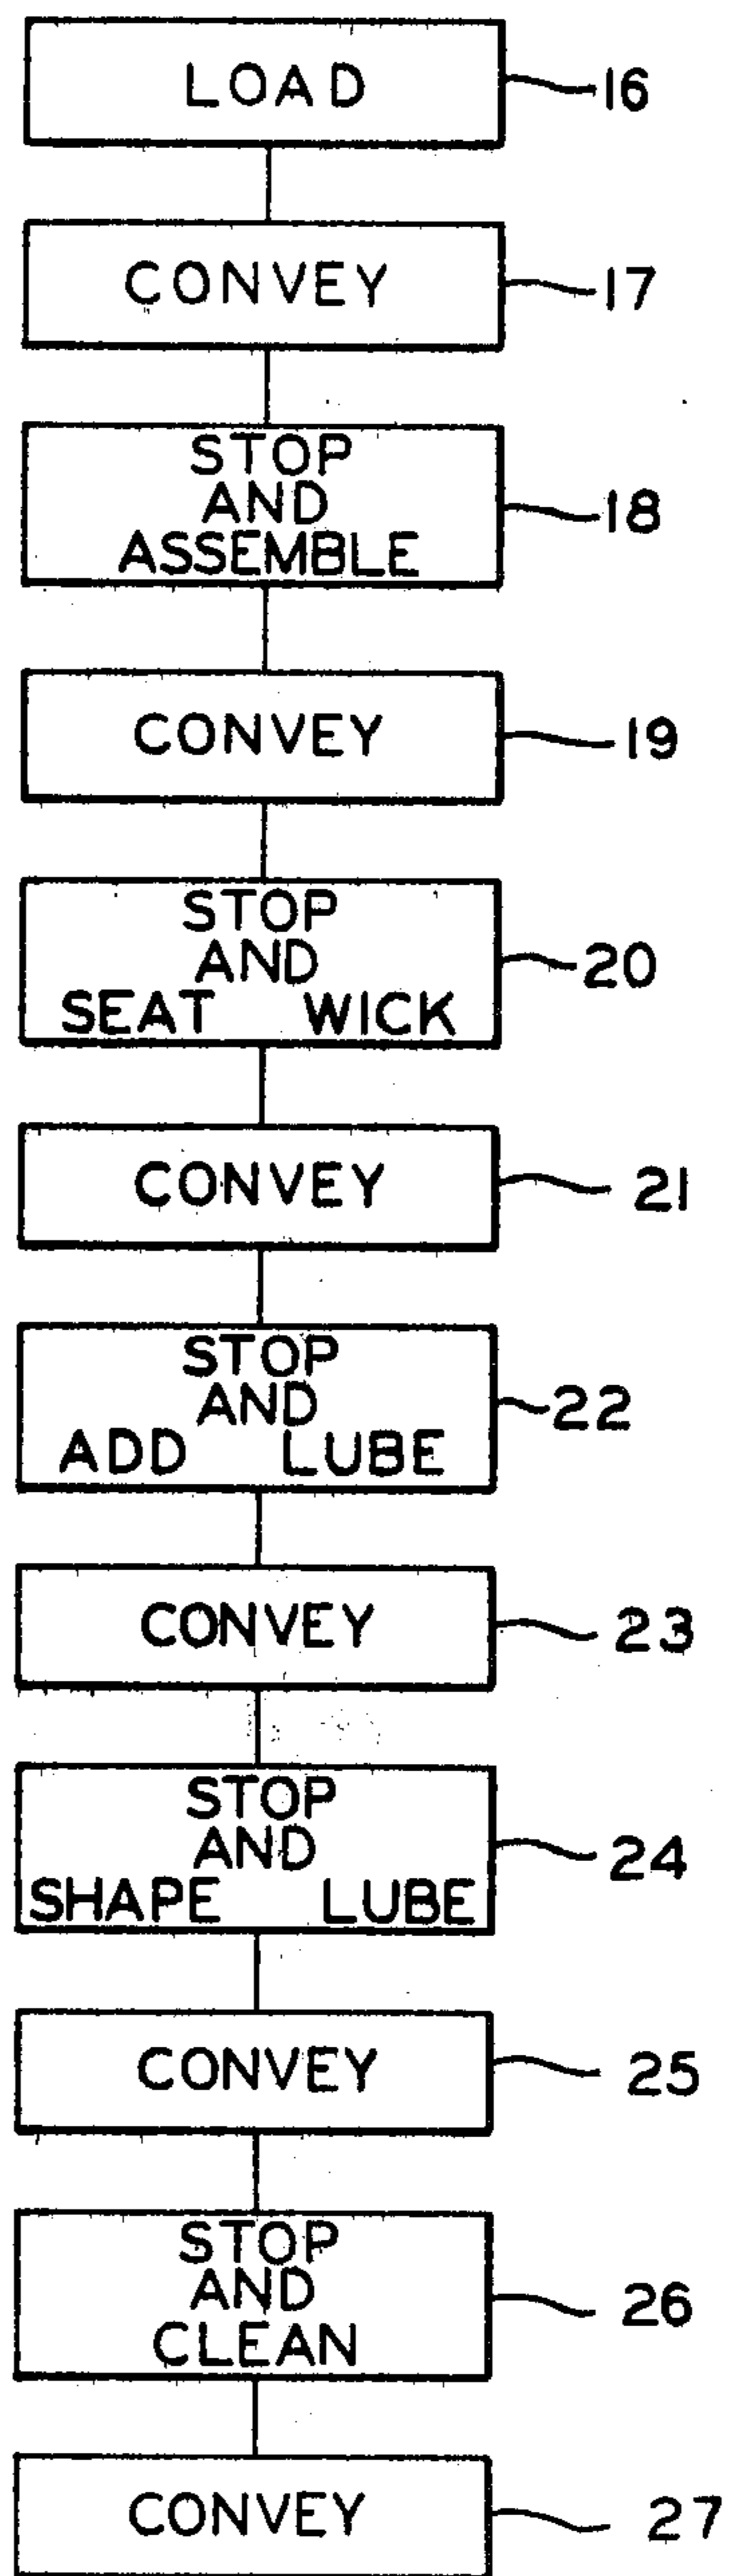 LOAD 16
CONVEY 17
STOP
AND
ASSEMBLE 18
CONVEY 19
STOP
AND
SEAT WICK 20
CONVEY 21
STOP
AND
ADD LUBE 22
CONVEY 23
STOP
AND
SHAPE LUBE 24
CONVEY 25
STOP
AND
CLEAN 26
CONVEY 27